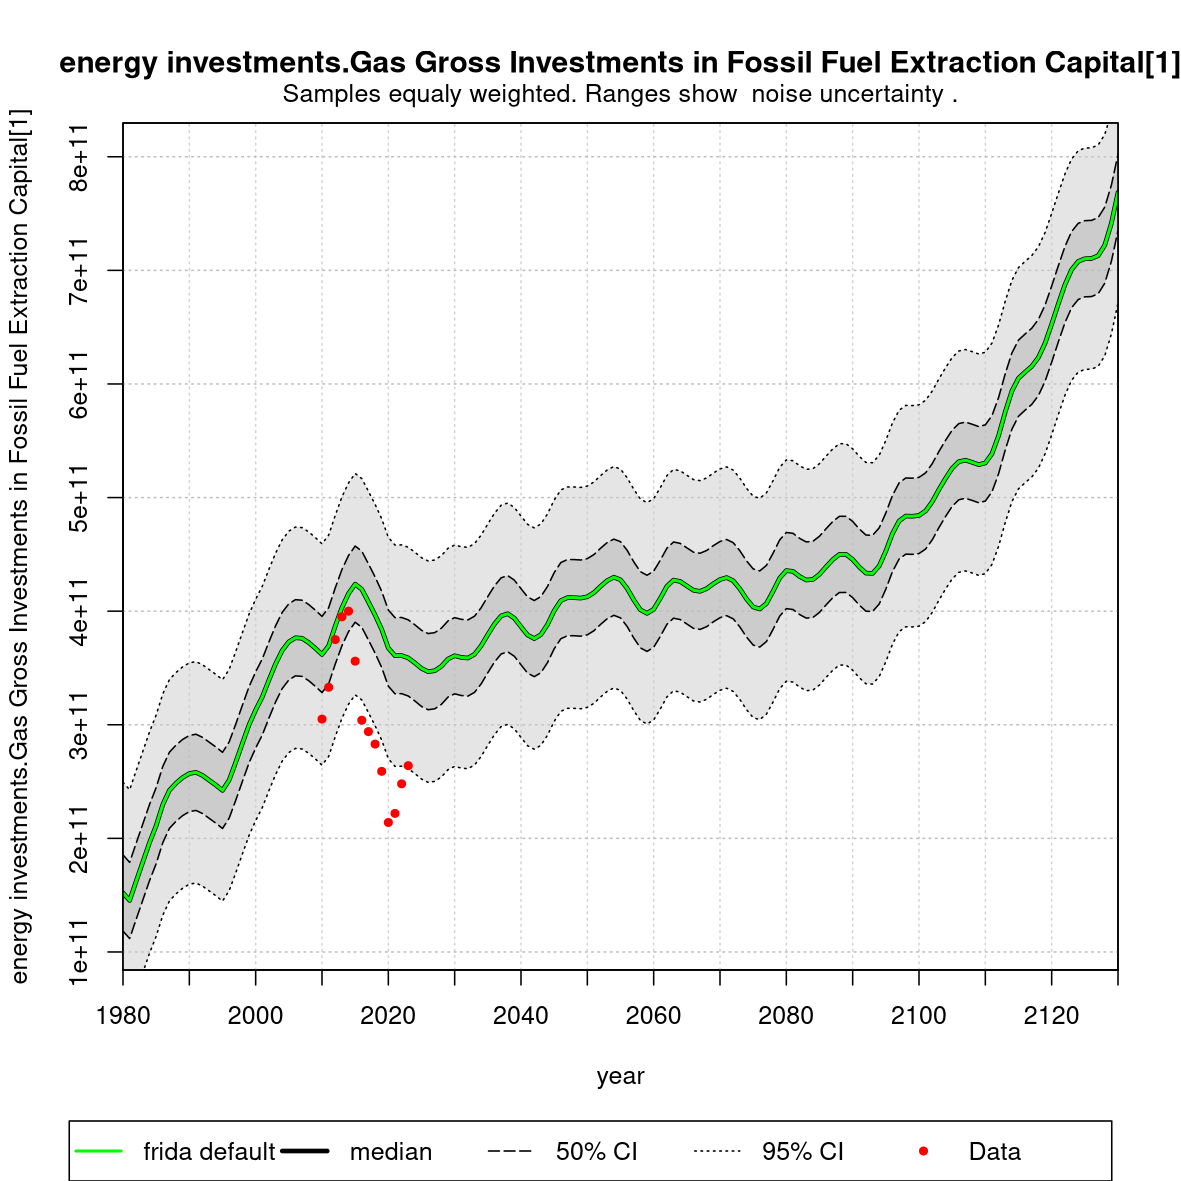 energy investments.Gas Gross Investments in Fossil Fuel Extraction Capital[1]
Samples equaly weighted. Ranges show  noise uncertainty .
energy investments.Gas Gross Investments in Fossil Fuel Extraction Capital[1]
8e+11
7e+11
6e+11
5e+11
4e+11
3e+11
2e+11
1e+11
1980 2000 2020 2040 2060 2080 2100 2120
year
frida default median 50% CI 95% CI Data